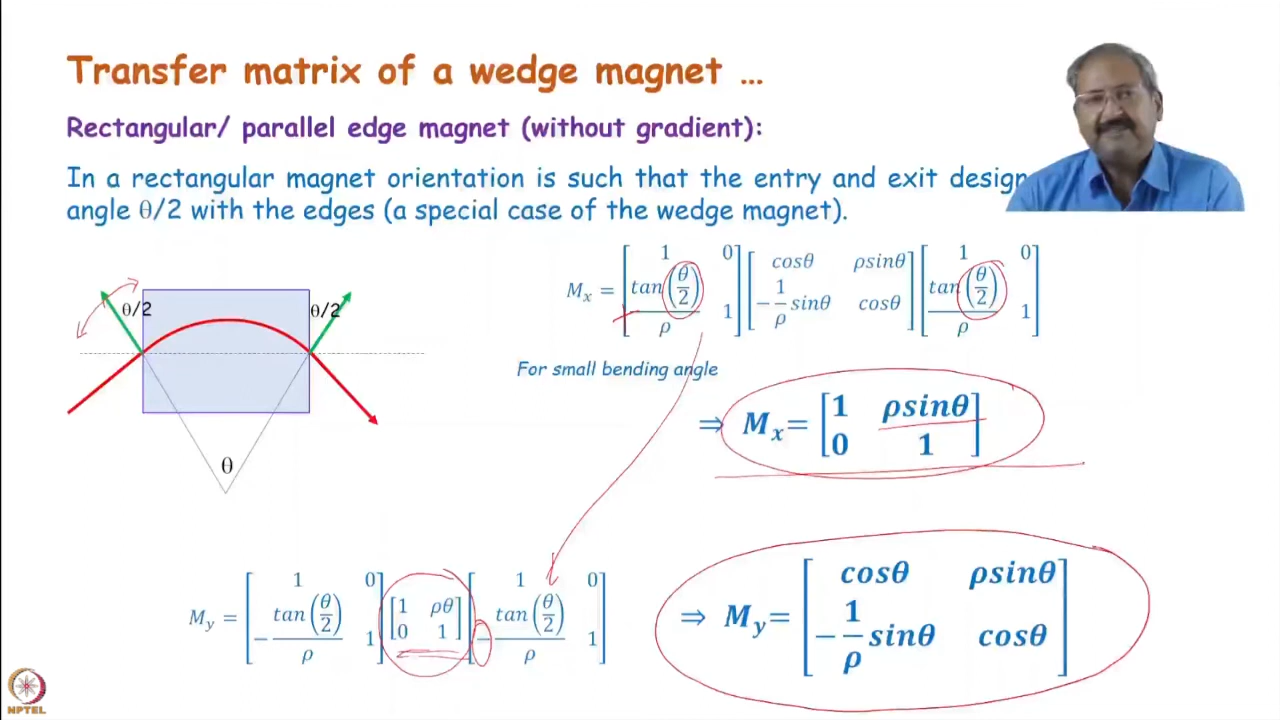 Transfer matrix of a wedge magnet …
Rectangular/ parallel edge magnet (without gradient):
In a rectangular magnet orientation is such that the entry and exit design
angle θ/2 with the edges (a special case of the wedge magnet).
θ/2 θ/2
θ
M_x = [1 0; tan(θ/2)/ρ 1] [cosθ ρsinθ; -1/ρ sinθ cosθ] [1 0; tan(θ/2)/ρ 1]
For small bending angle
⇒ M_x = [1 ρsinθ; 0 1]
M_y = [1 0; -tan(θ/2)/ρ 1] [1 ρθ; 0 1] [1 0; -tan(θ/2)/ρ 1]
⇒ M_y = [cosθ ρsinθ; -1/ρ sinθ cosθ]
NPTEL